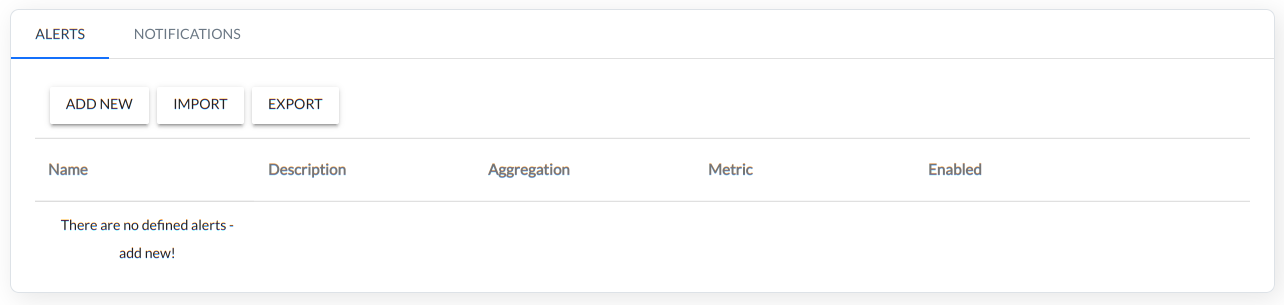 ALERTS NOTIFICATIONS
ADD NEW IMPORT EXPORT
Name Description Aggregation Metric Enabled
There are no defined alerts -
add new!